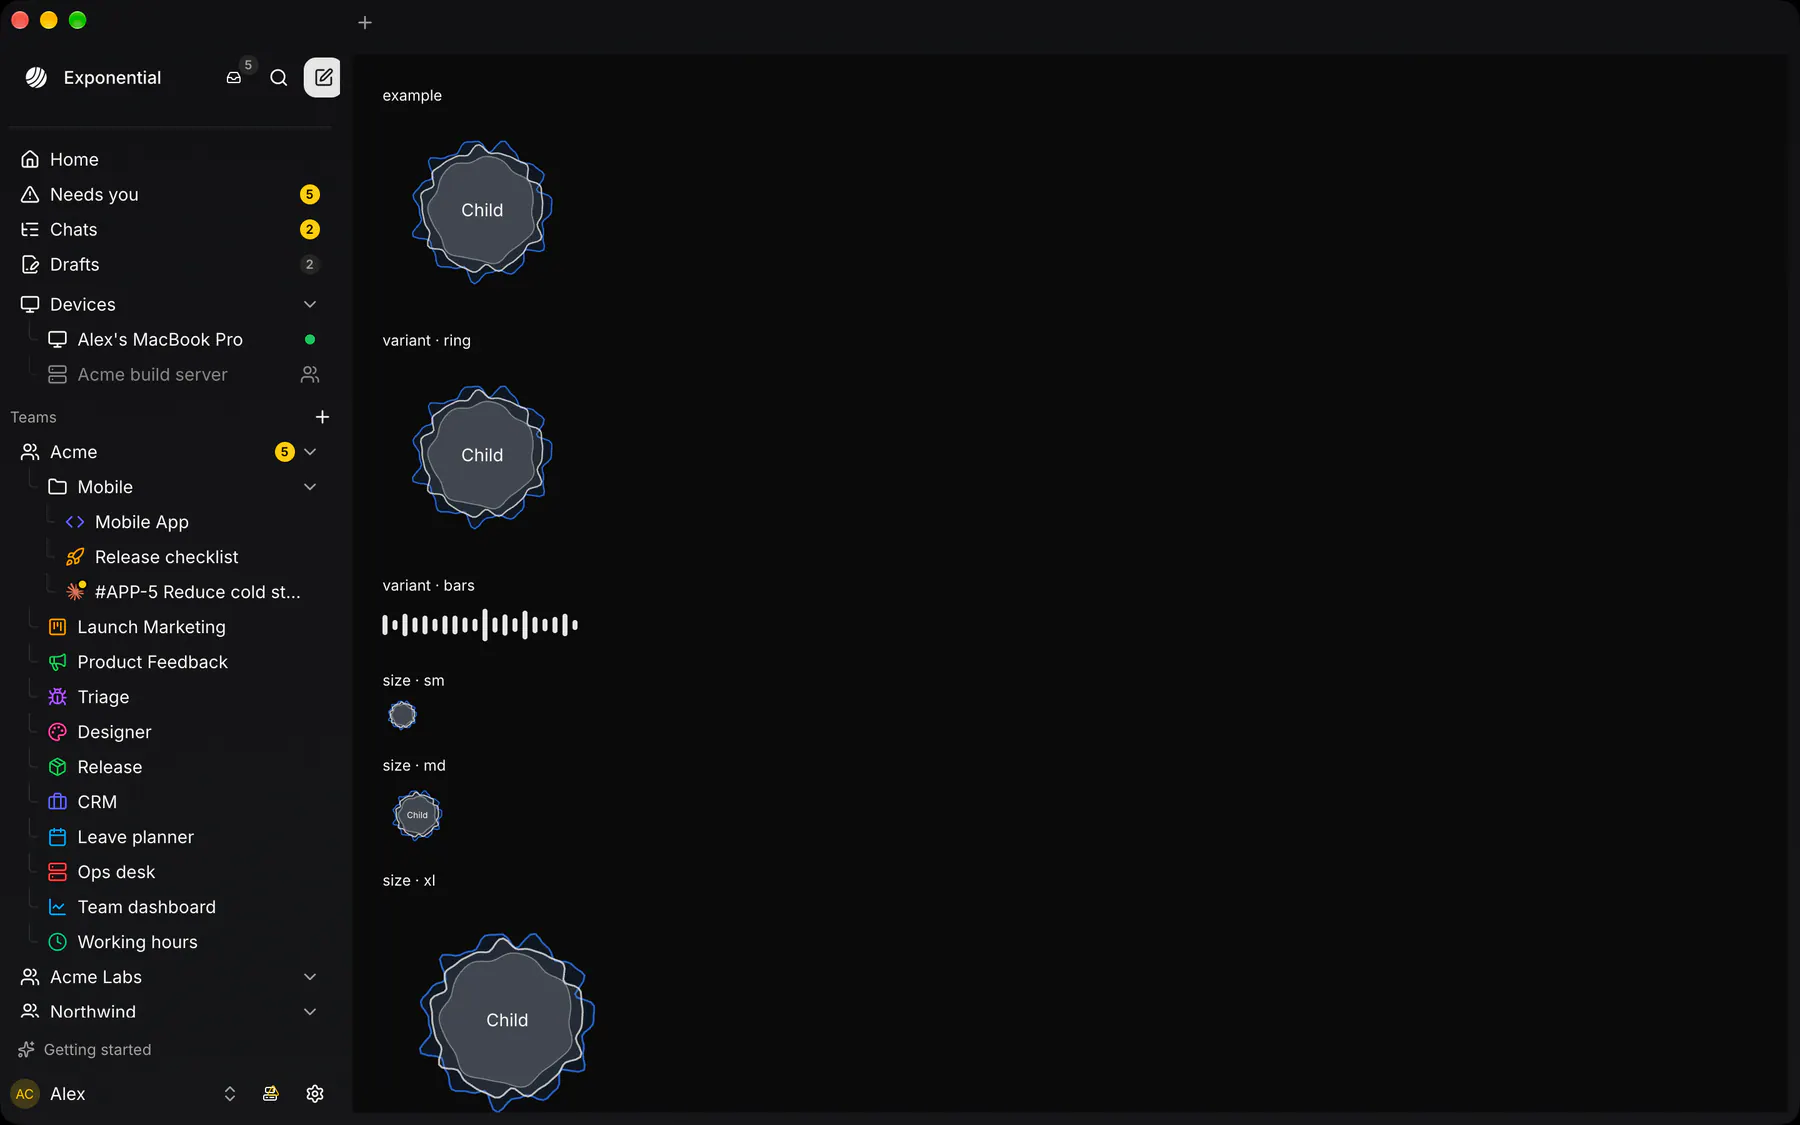 Exponential
5
Home
Needs you
5
Chats
2
Drafts
2
Devices
Alex's MacBook Pro
Acme build server
Teams
Acme
5
Mobile
Mobile App
Release checklist
#APP-5 Reduce cold st...
Launch Marketing
Product Feedback
Triage
Designer
Release
CRM
Leave planner
Ops desk
Team dashboard
Working hours
Acme Labs
Northwind
Getting started
AC
Alex
example
Child
variant · ring
Child
variant · bars
size · sm
size · md
Child
size · xl
Child